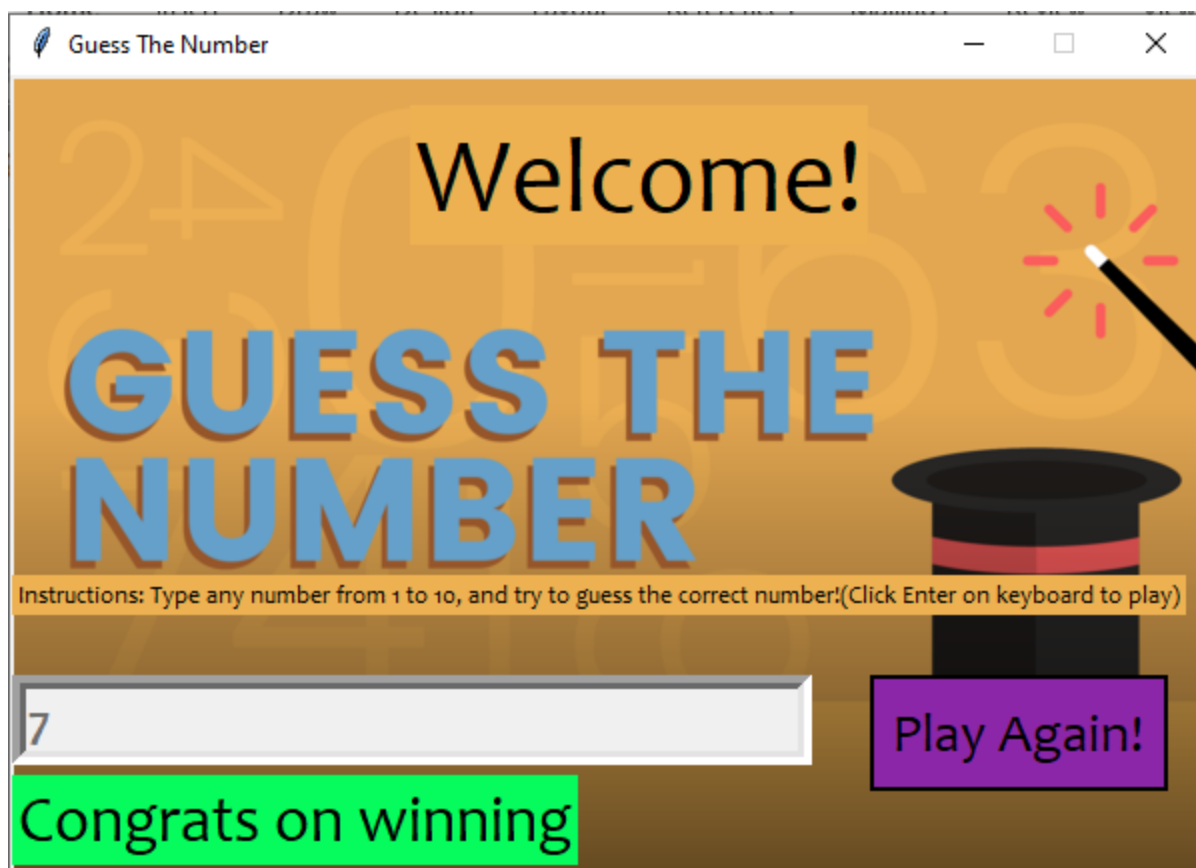 Guess The Number
Welcome!
GUESS THE
NUMBER
Instructions: Type any number from 1 to 10, and try to guess the correct number!(Click Enter on keyboard to play)
7
Play Again!
Congrats on winning